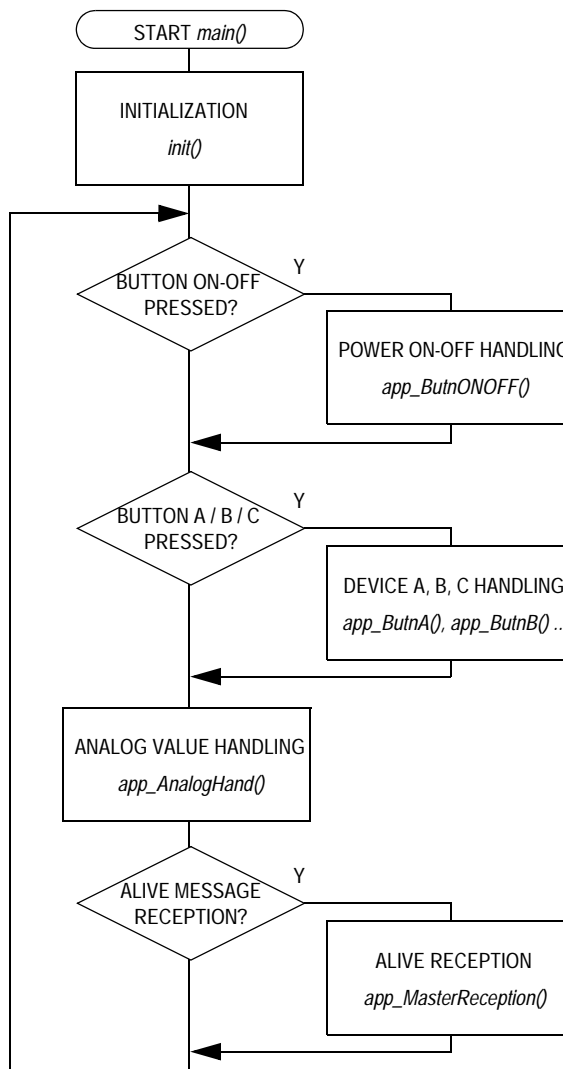 START main()
INITIALIZATION
init()
BUTTON ON-OFF
PRESSED?
Y
POWER ON-OFF HANDLING
app_ButnONOFF()
BUTTON A / B / C
PRESSED?
Y
DEVICE A, B, C HANDLING
app_ButnA(), app_ButnB() ...
ANALOG VALUE HANDLING
app_AnalogHand()
ALIVE MESSAGE
RECEPTION?
Y
ALIVE RECEPTION
app_MasterReception()